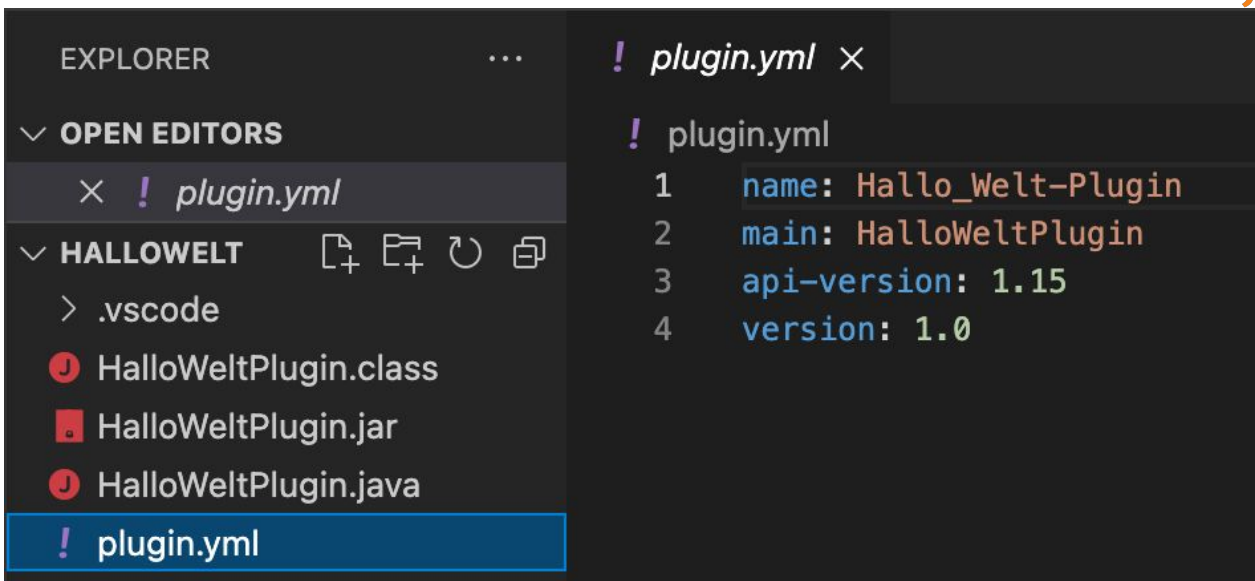 EXPLORER ...
OPEN EDITORS
plugin.yml
HALLOWELT
.vscode
HalloWeltPlugin.class
HalloWeltPlugin.jar
HalloWeltPlugin.java
plugin.yml
plugin.yml
plugin.yml
1 name: Hallo_Welt-Plugin
2 main: HalloWeltPlugin
3 api-version: 1.15
4 version: 1.0